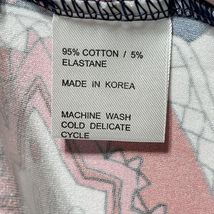 95% COTTON / 5%
ELASTANE
MADE IN KOREA
MACHINE WASH
COLD DELICATE
CYCLE